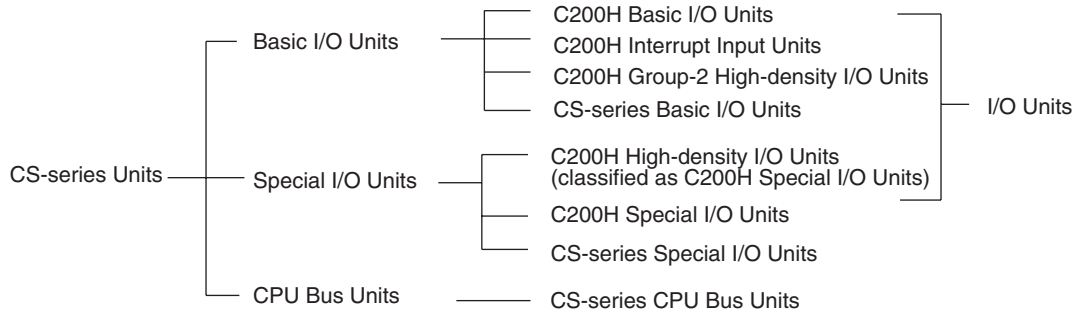 CS-series Units
Basic I/O Units
C200H Basic I/O Units
C200H Interrupt Input Units
C200H Group-2 High-density I/O Units
CS-series Basic I/O Units
I/O Units
Special I/O Units
C200H High-density I/O Units
(classified as C200H Special I/O Units)
C200H Special I/O Units
CS-series Special I/O Units
CPU Bus Units
CS-series CPU Bus Units